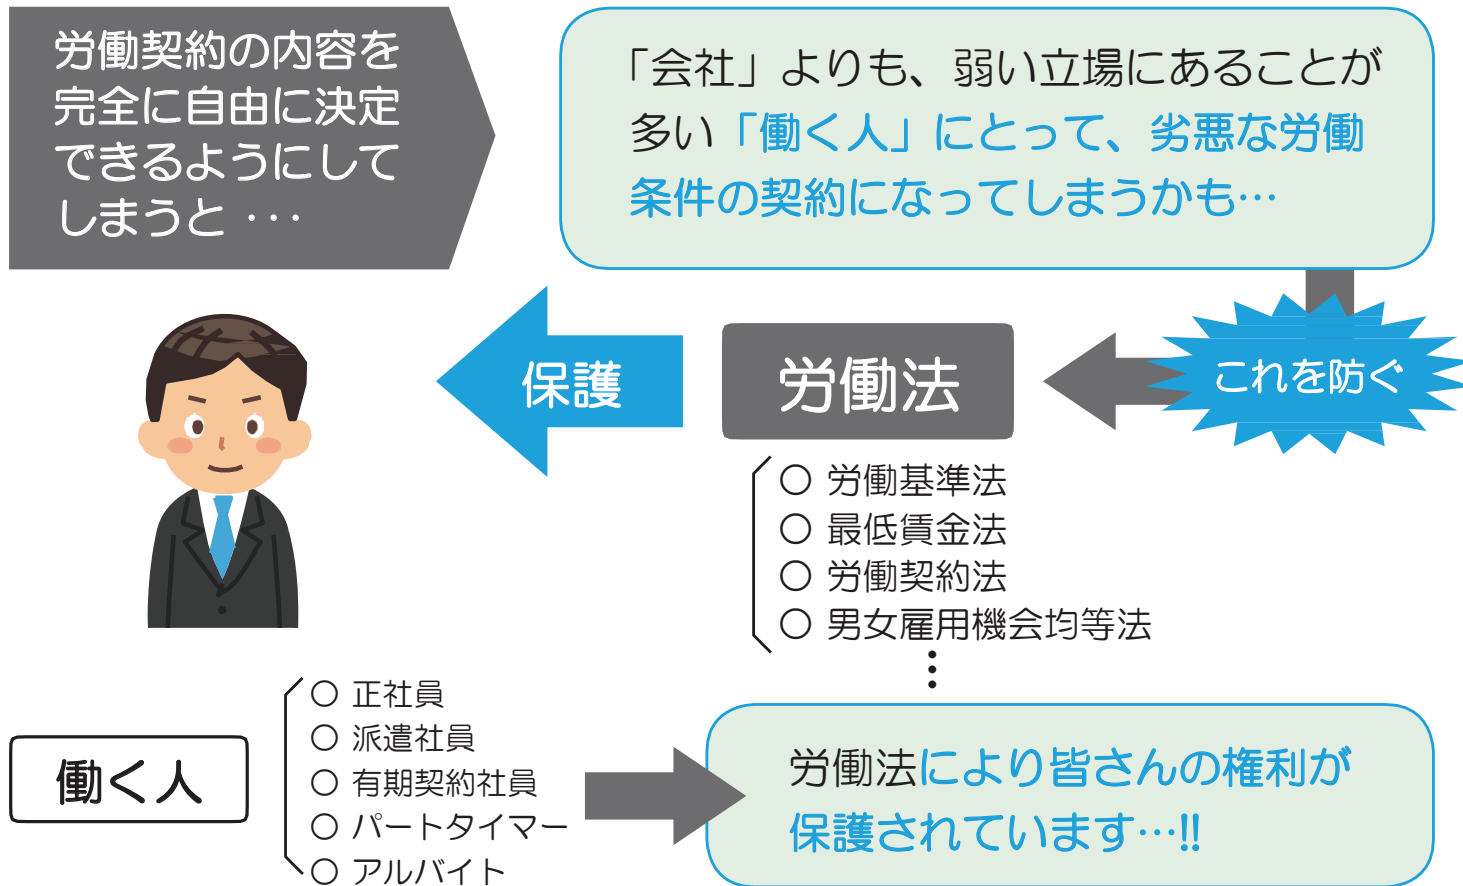 労働契約の内容を
完全に自由に決定
できるようにして
しまうと ･･･
「会社」よりも、弱い立場にあることが
多い「働く人」にとって、劣悪な労働
条件の契約になってしまうかも…
これを防ぐ
労働法
保護
○ 労働基準法
○ 最低賃金法
○ 労働契約法
○ 男女雇用機会均等法
⋮
働く人
○ 正社員
○ 派遣社員
○ 有期契約社員
○ パートタイマー
○ アルバイト
労働法により皆さんの権利が
保護されています…!!